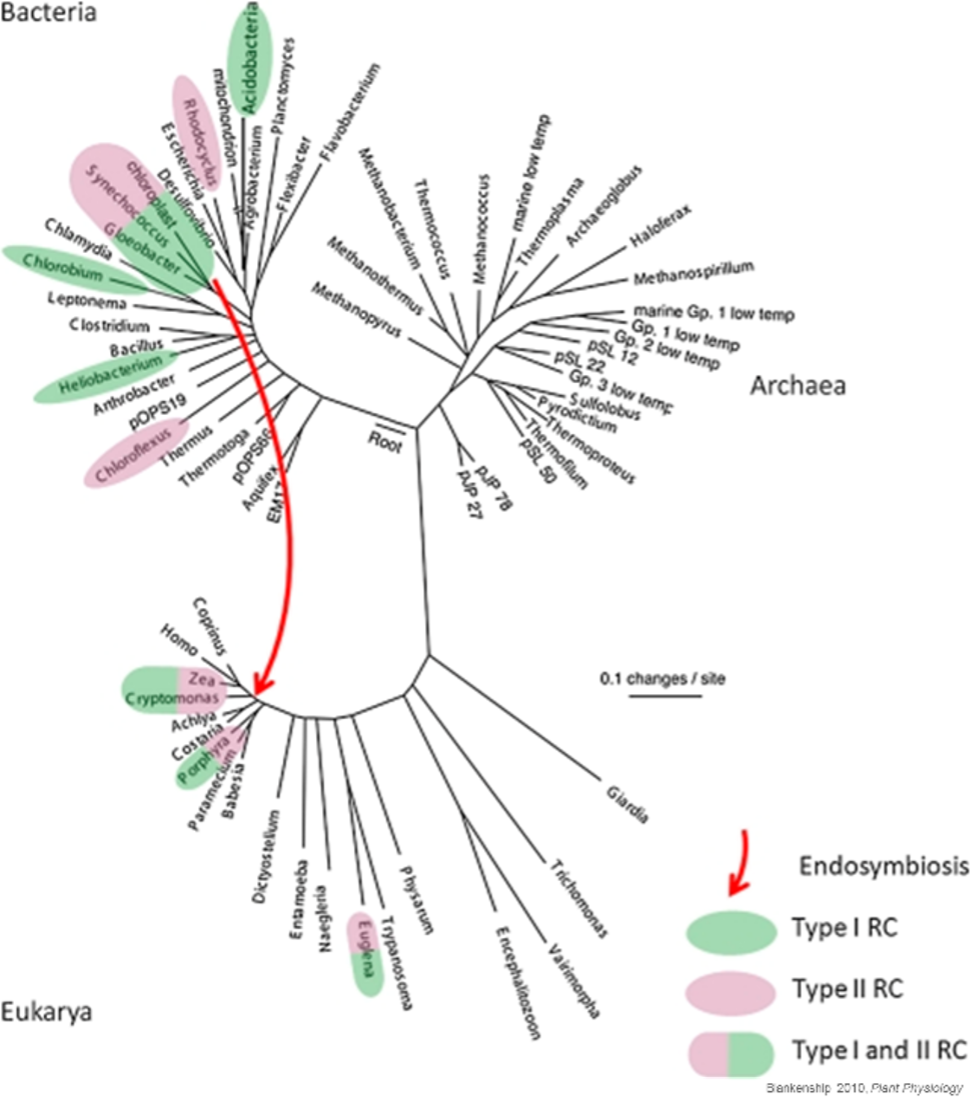 Bacteria
Acidobacteria
Planctomyces
mitochondrion
Rhodocyclus
Escherichia
Agrobacterium
Flexibacter
Flavobacterium
Desulfovibrio
chloroplast
Synechococcus
Gloeobacter
Chlamydia
Chlorobium
Leptonema
Clostridium
Bacillus
Heliobacterium
Arthrobacter
pOPS19
Chloroflexus
Thermus
Thermotoga
pOPS66
Aquifex
EM17
Root
Methanopyrus
Methanothermus
Methanobacterium
Thermococcus
Methanococcus
marine low temp
Thermoplasma
Archaeoglobus
Haloferax
Methanospirillum
marine Gp. 1 low temp
Gp. 1 low temp
Gp. 2 low temp
pSL 12
pSL 22
Gp. 3 low temp
Sulfolobus
Pyrodictium
Thermoproteus
Thermofilum
pSL 50
pJP 78
pJP 27
Archaea
Coprinus
Homo
Zea
Cryptomonas
Achlya
Costaria
Porphyra
Paramecium
Babesia
Dictyostelium
Entamoeba
Naegleria
Euglena
Trypanosoma
Physarum
Encephalitozoon
Vairimorpha
Trichomonas
Giardia
0.1 changes / site
Eukarya
Endosymbiosis
Type I RC
Type II RC
Type I and II RC
Blankenship 2010, Plant Physiology